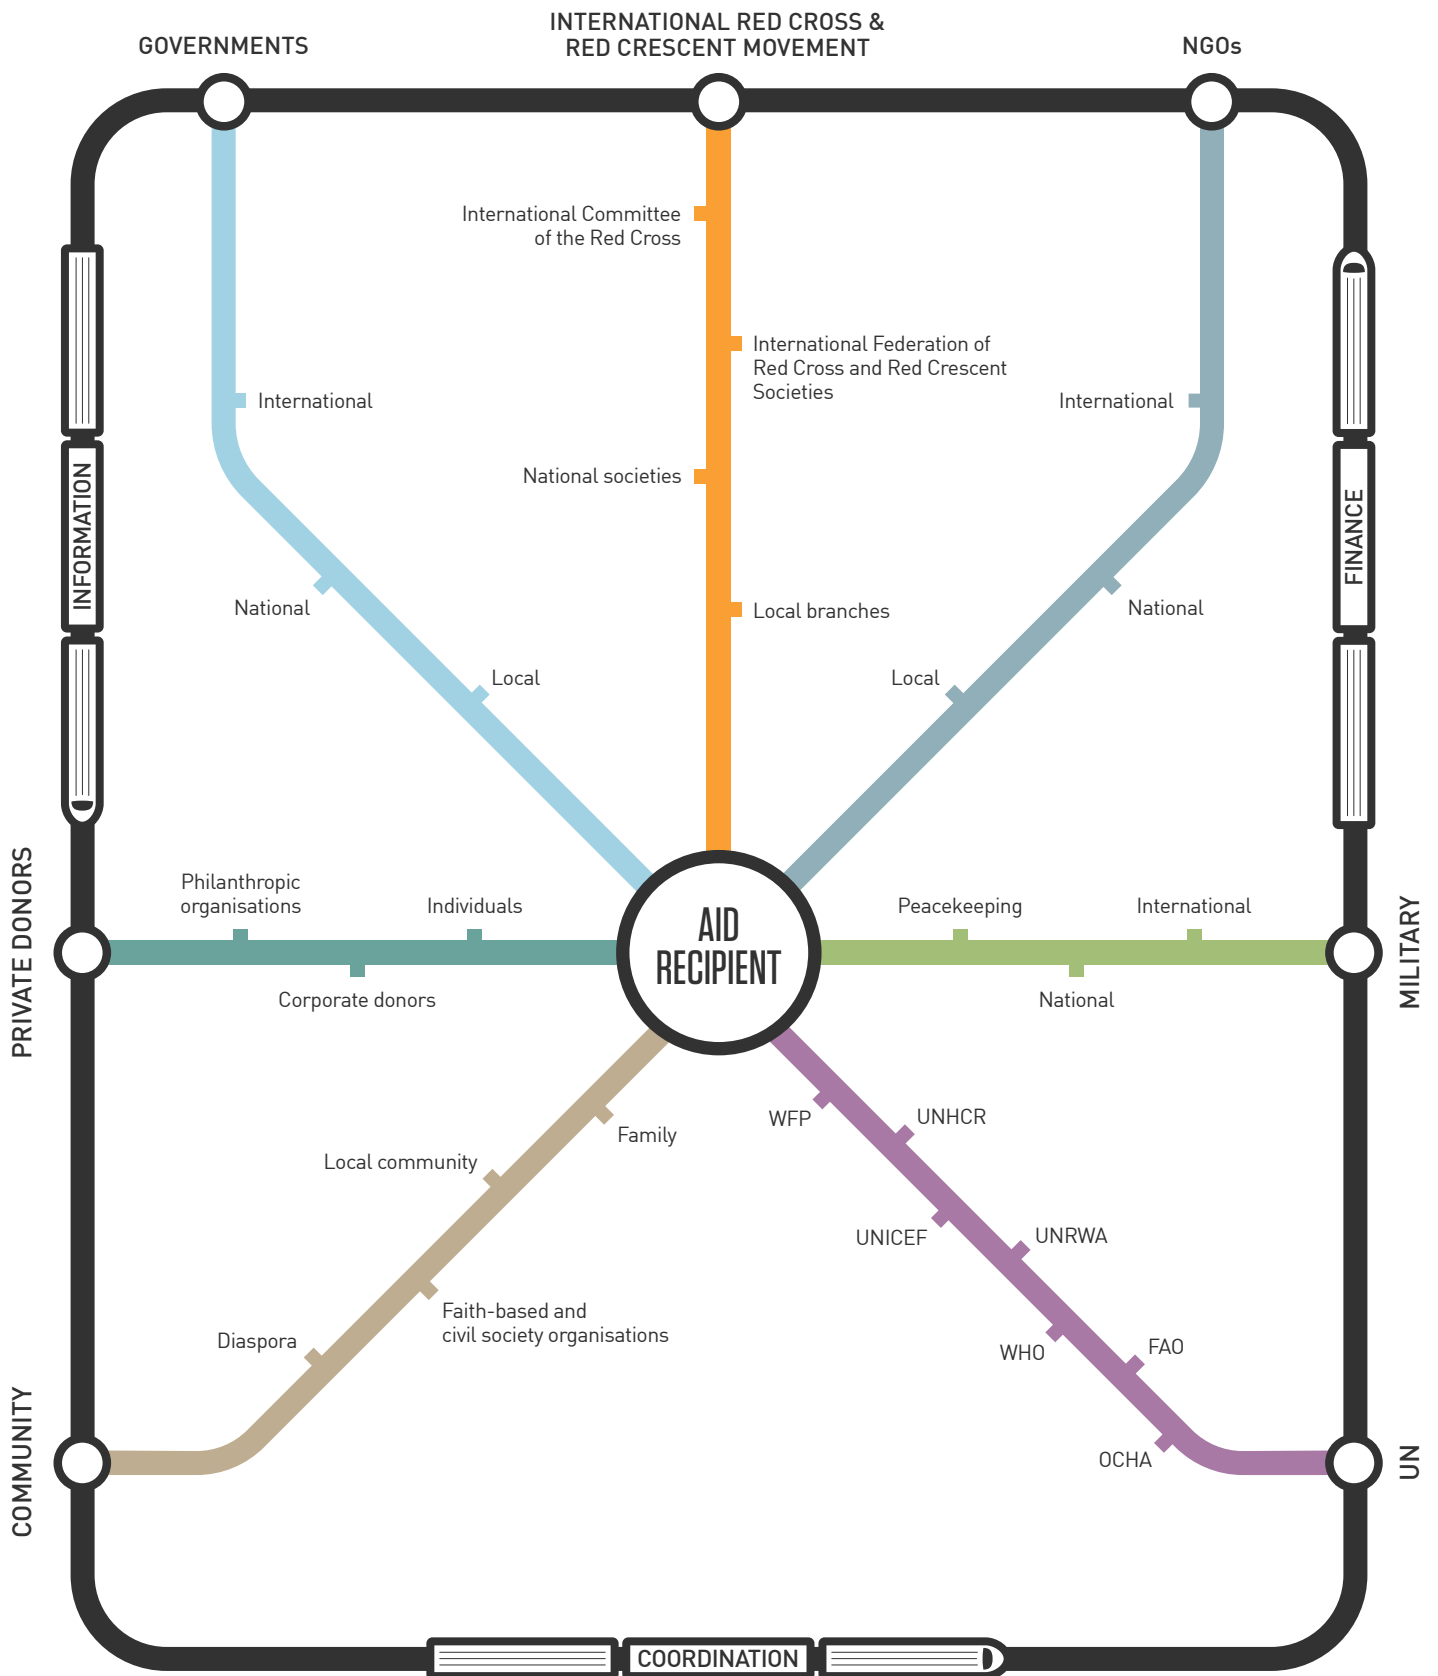 INTERNATIONAL RED CROSS &
RED CRESCENT MOVEMENT
GOVERNMENTS
NGOs
International Committee
of the Red Cross
International Federation of
Red Cross and Red Crescent
Societies
International
International
National societies
INFORMATION
FINANCE
National
Local branches
National
Local
Local
PRIVATE DONORS
Philanthropic
organisations
Individuals
Corporate donors
AID
RECIPIENT
Peacekeeping
International
National
MILITARY
Family
Local community
Faith-based and
civil society organisations
Diaspora
COMMUNITY
WFP
UNHCR
UNICEF
UNRWA
WHO
FAO
OCHA
UN
COORDINATION